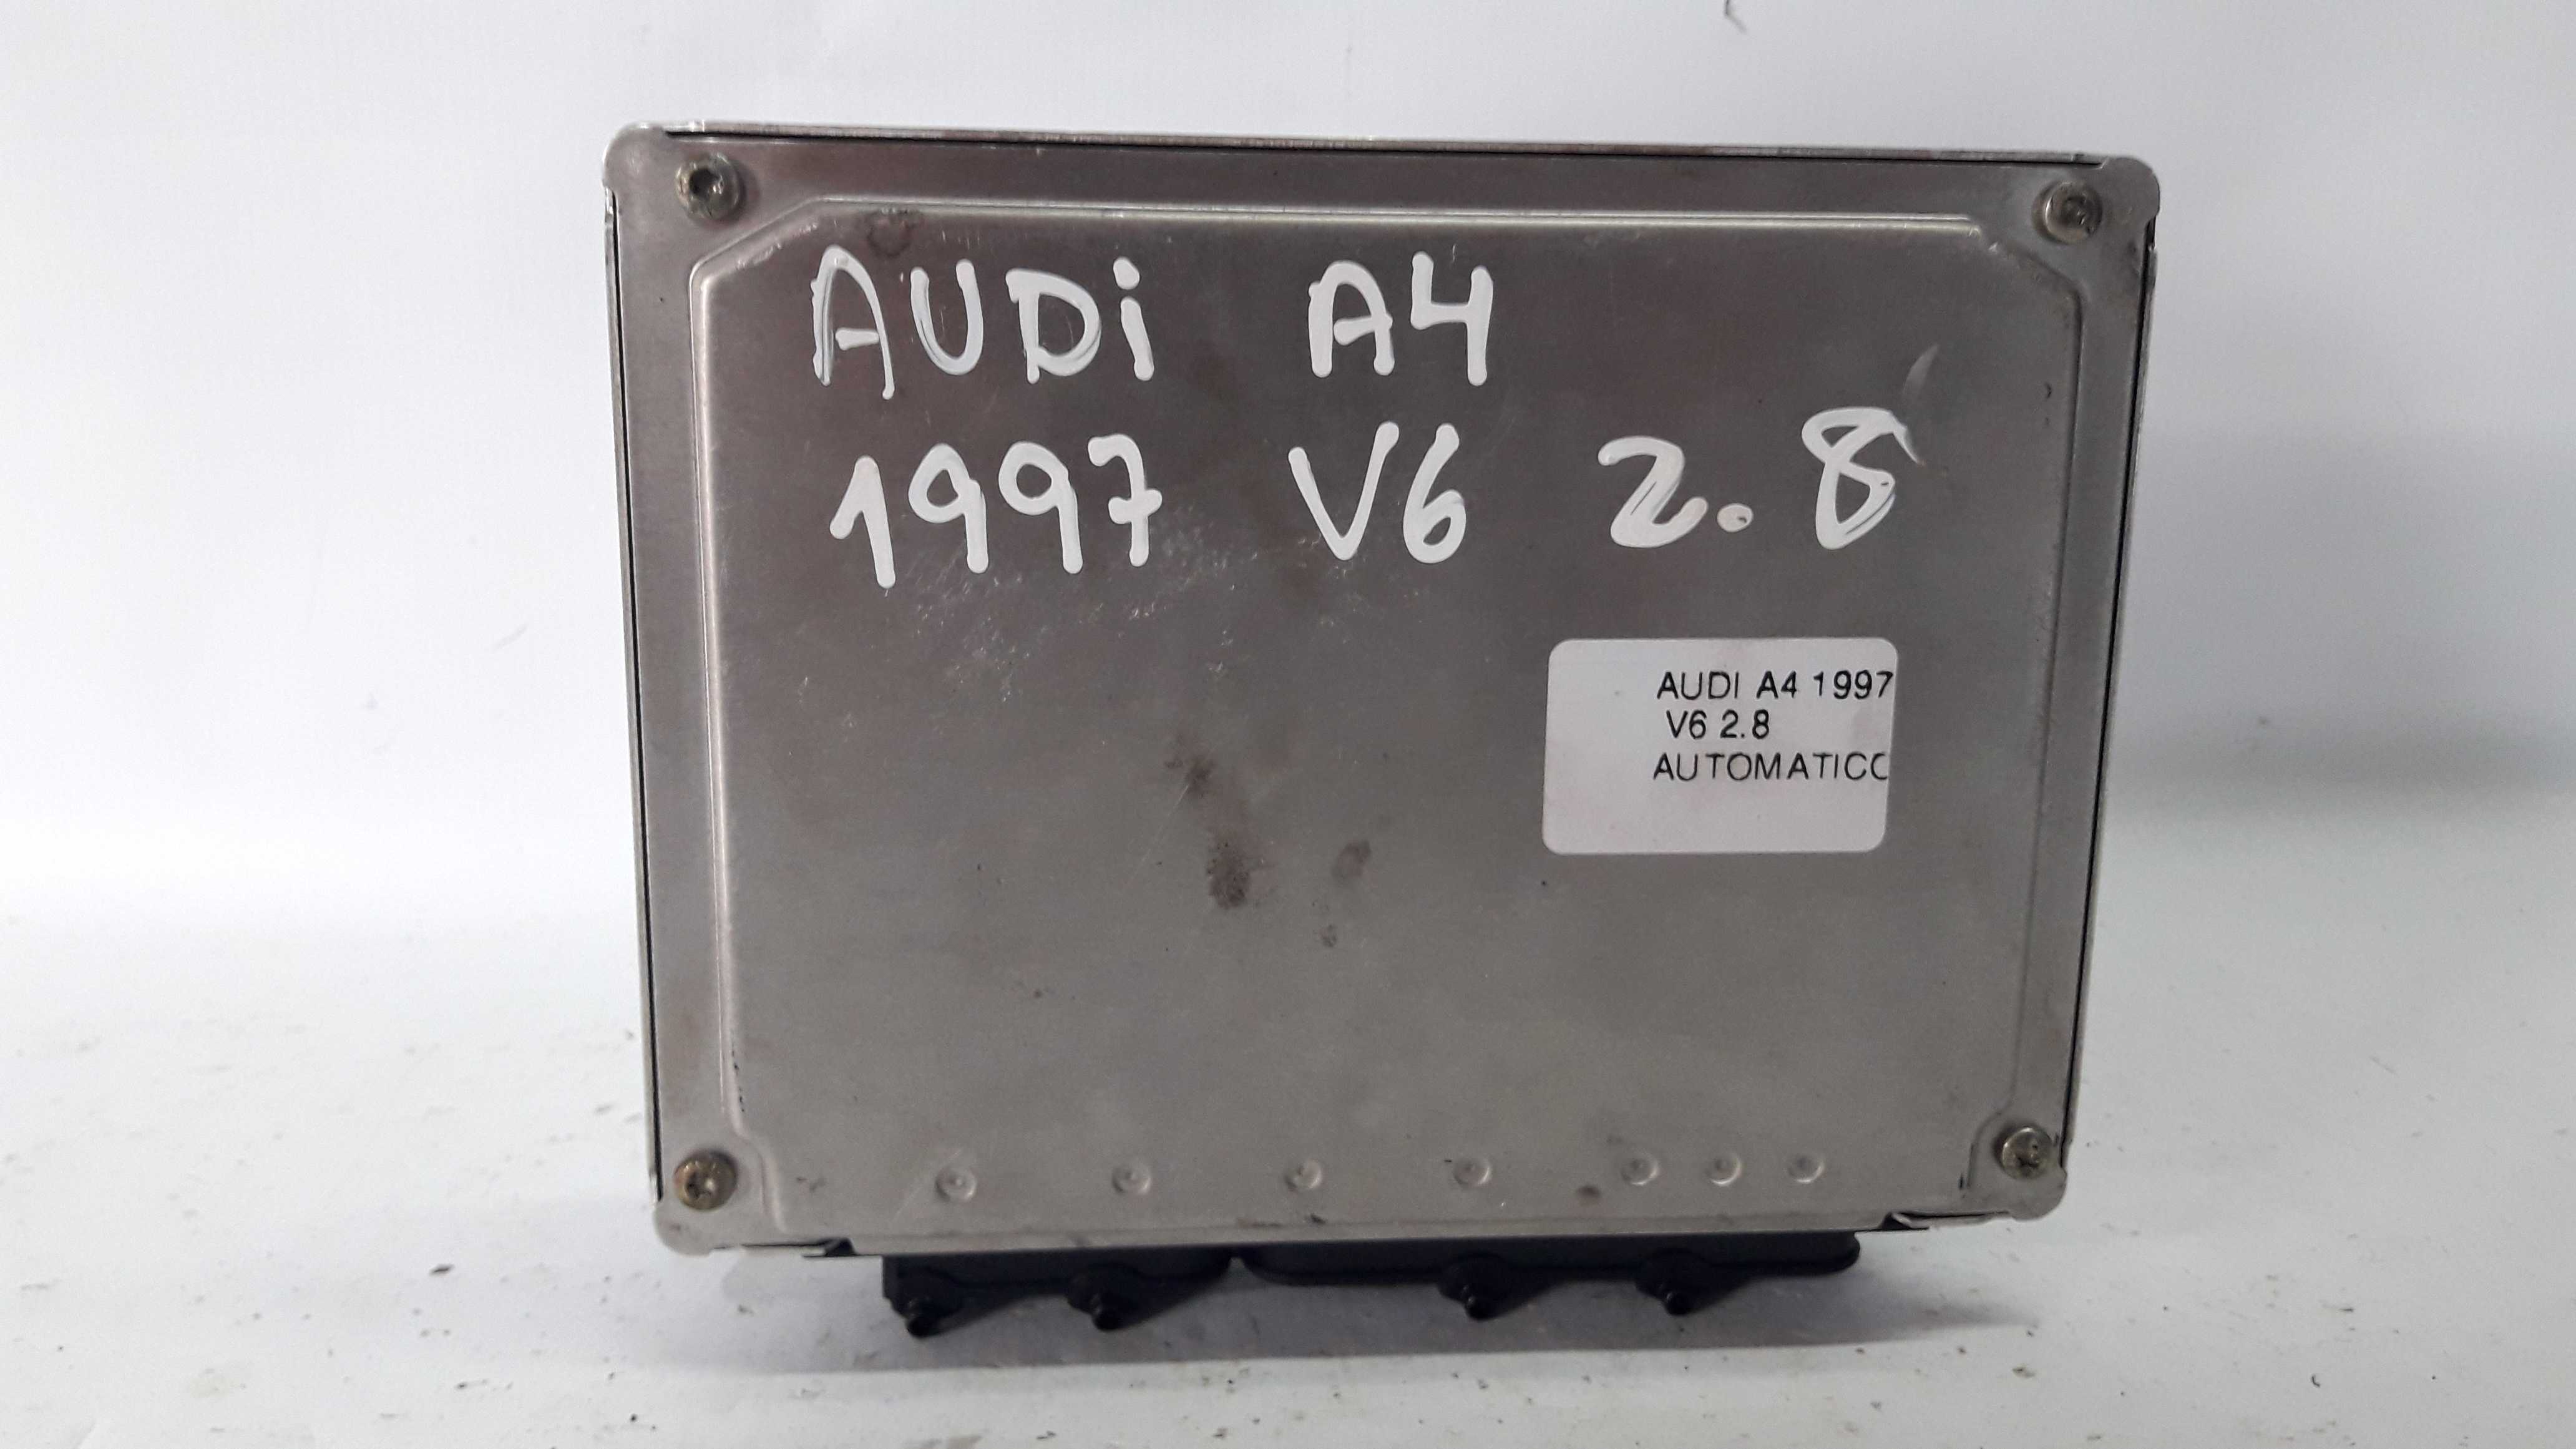 AUDi A4
1997 V6 2.8
AUDI A4 1997
V6 2.8
AUTOMATICO